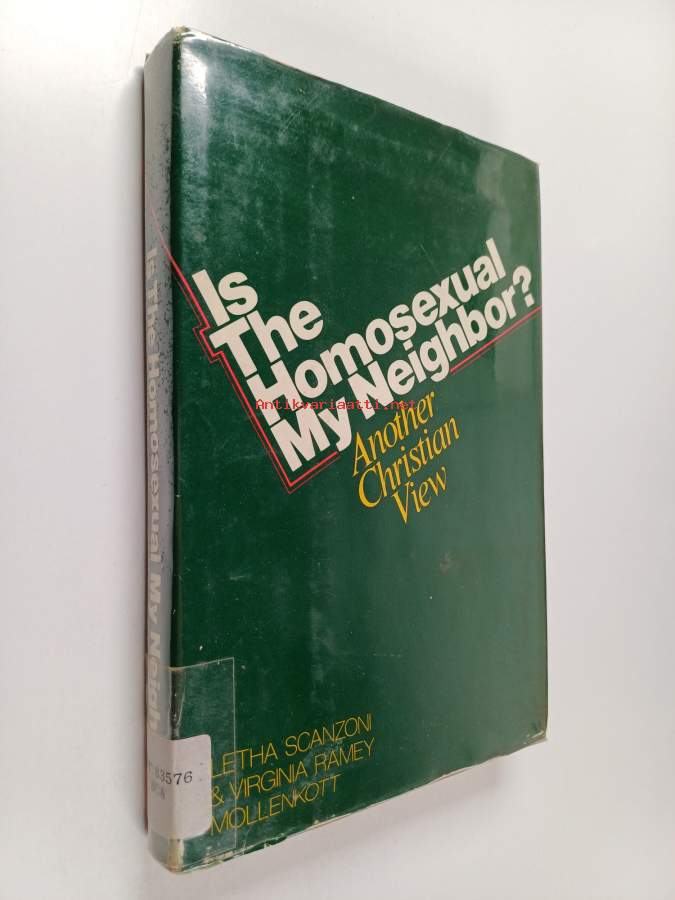 Is
The
Homosexual
My Neighbor?
Another
Christian
View
LETHA SCANZONI
& VIRGINIA RAMEY
MOLLENKOTT
Is The Homosexual My Neigh
83576
Antikvariaatti.net